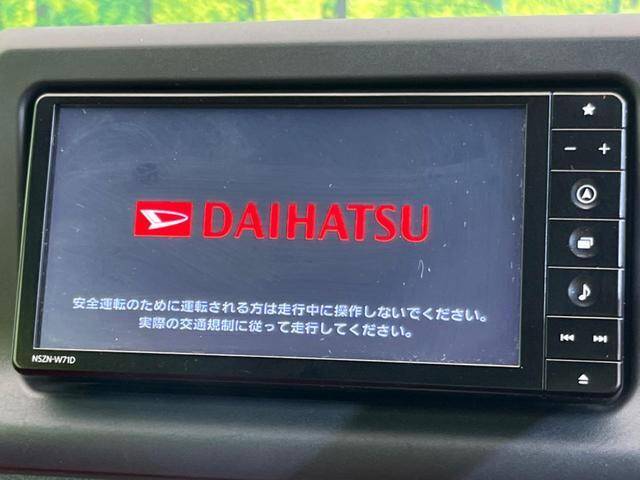 DAIHATSU
安全運転のために運転される方は走行中に操作しないでください。
実際の交通規制に従って走行してください。
NSZN-W71D